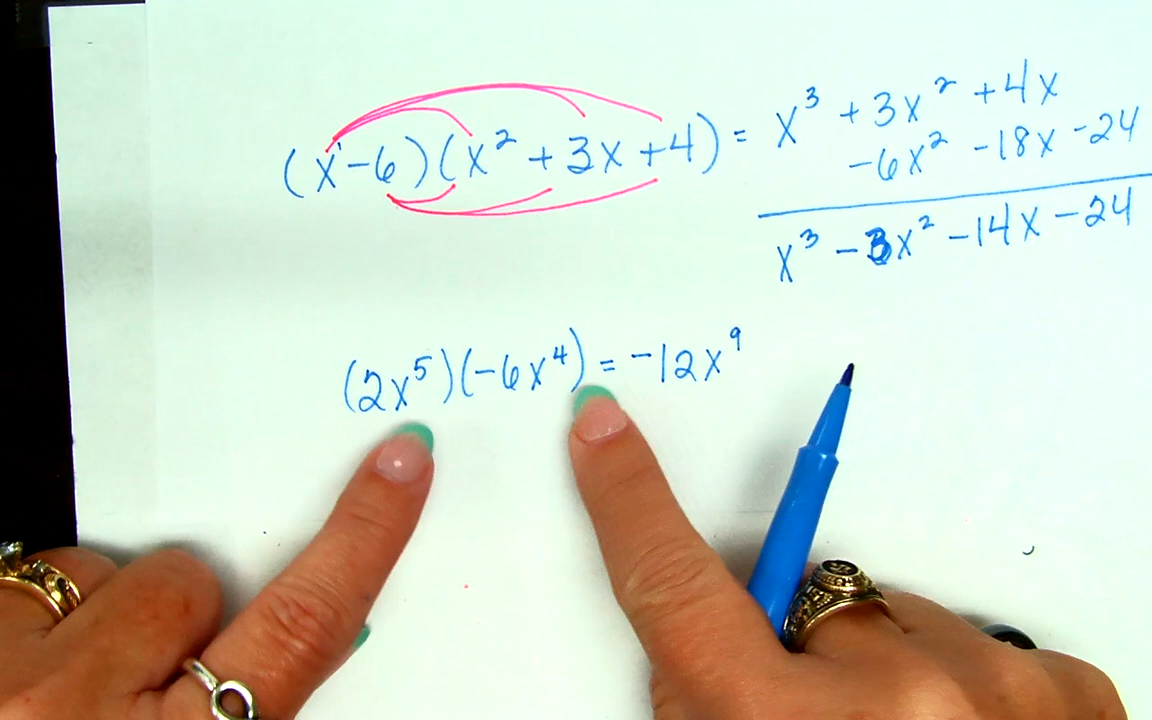 (x-6)(x² + 3x + 4) = x³ + 3x² + 4x
-6x² - 18x - 24
x³ - 3x² - 14x - 24
(2x⁵)(-6x⁴) = -12x⁹